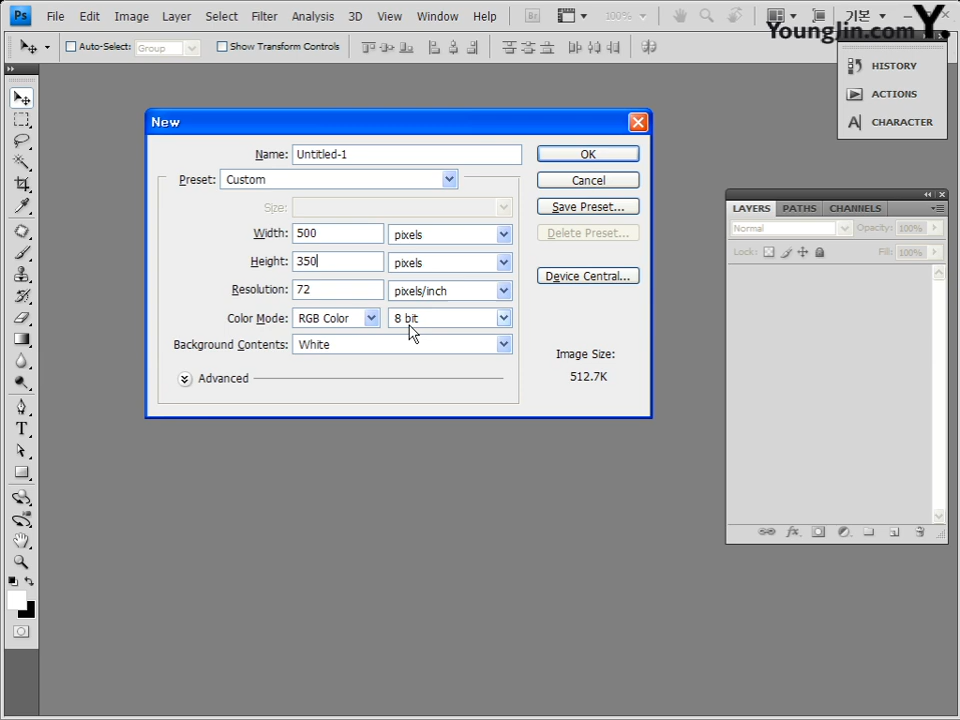 Ps File Edit Image Layer Select Filter Analysis 3D View Window Help Br 100% 기본
YoungJin.com Y.
Auto-Select: Group Show Transform Controls
HISTORY
ACTIONS
A CHARACTER
New
Name: Untitled-1 OK
Preset: Custom Cancel
Size: Save Preset...
Width: 500 pixels Delete Preset...
Height: 350 pixels
Device Central...
Resolution: 72 pixels/inch
Color Mode: RGB Color 8 bit
Background Contents: White
Image Size:
512.7K
Advanced
LAYERS PATHS CHANNELS
Normal Opacity: 100%
Lock: Fill: 100%
T
fx.